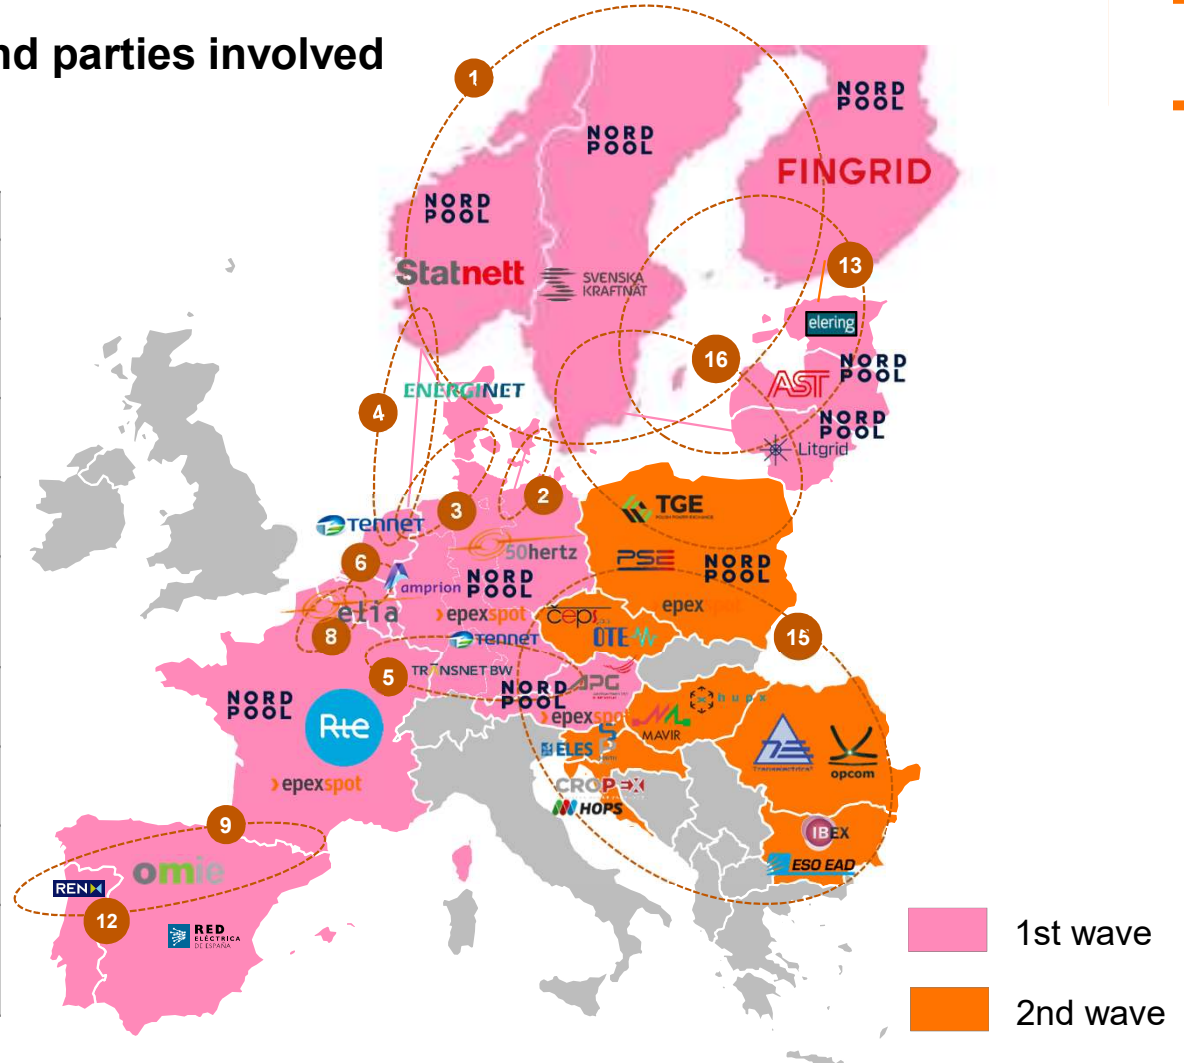 nd parties involved
1
NORD
POOL
NORD
POOL
FINGRID
NORD
POOL
Statnett
SVENSKA
KRAFTNÄT
13
elering
16
AST
NORD
POOL
ENERGINET
4
NORD
POOL
Litgrid
2
3
TGE
TenneT
50hertz
PSE
NORD
POOL
6
amprion
NORD
POOL
epexspot
elia
epexspot
čeps
8
TenneT
OTE
15
5
TRANSNET BW
APG
NORD
POOL
hupx
NORD
POOL
Rte
epexspot
MAVIR
ELES
Transelectrica
opcom
epexspot
CROPEX
HOPS
9
IBEX
omie
ESO EAD
REN
12
RED
ELÉCTRICA
DE ESPAÑA
1st wave
2nd wave